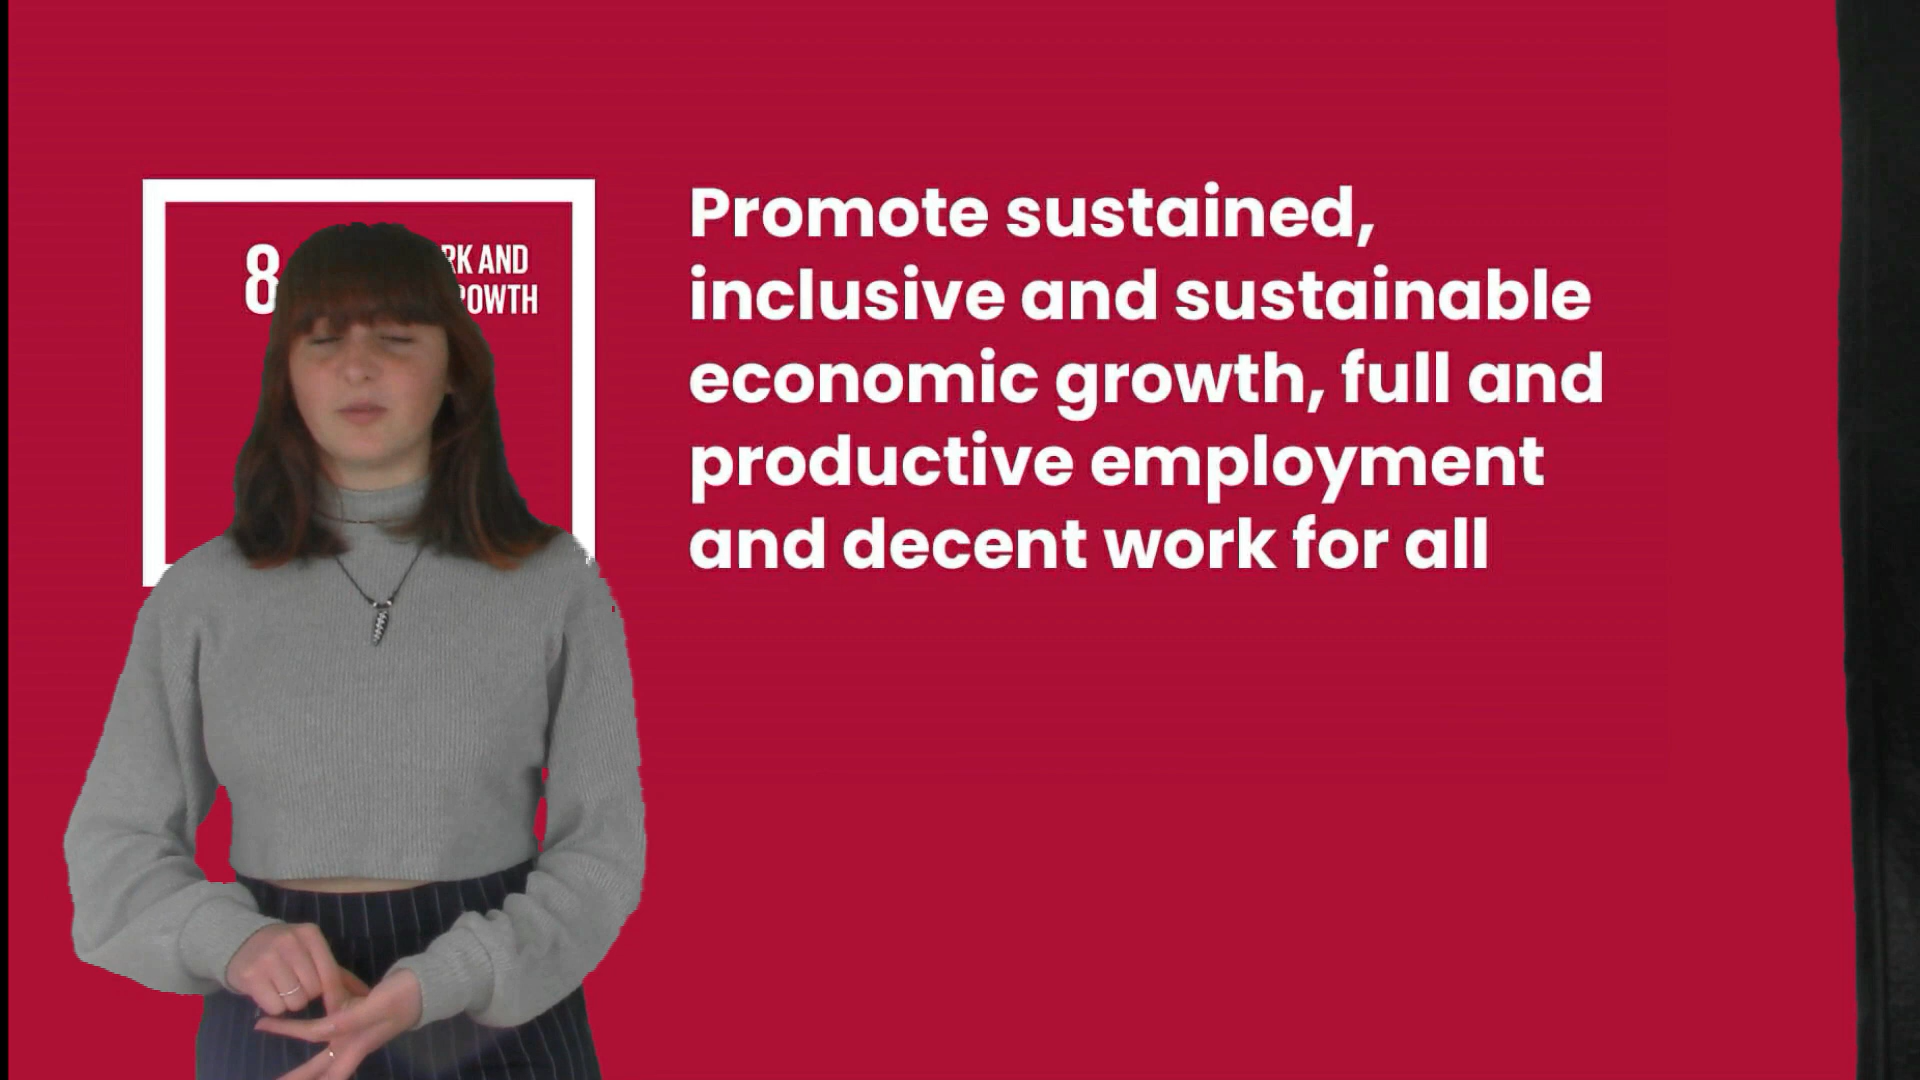 8 RK AND
OWTH
Promote sustained,
inclusive and sustainable
economic growth, full and
productive employment
and decent work for all